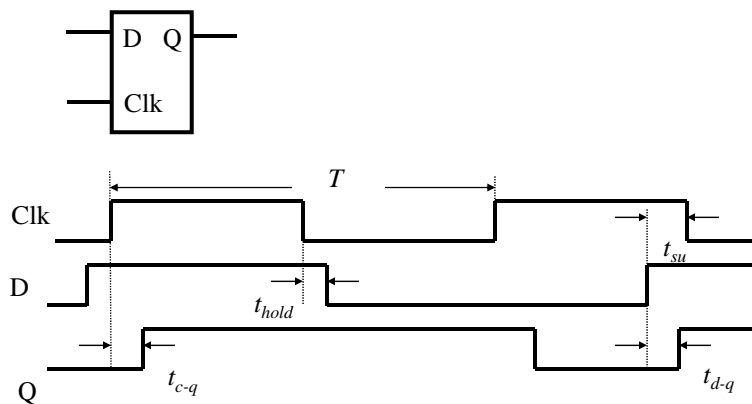 D Q
Clk
T
Clk
t_su
D
t_hold
t_c-q
t_d-q
Q